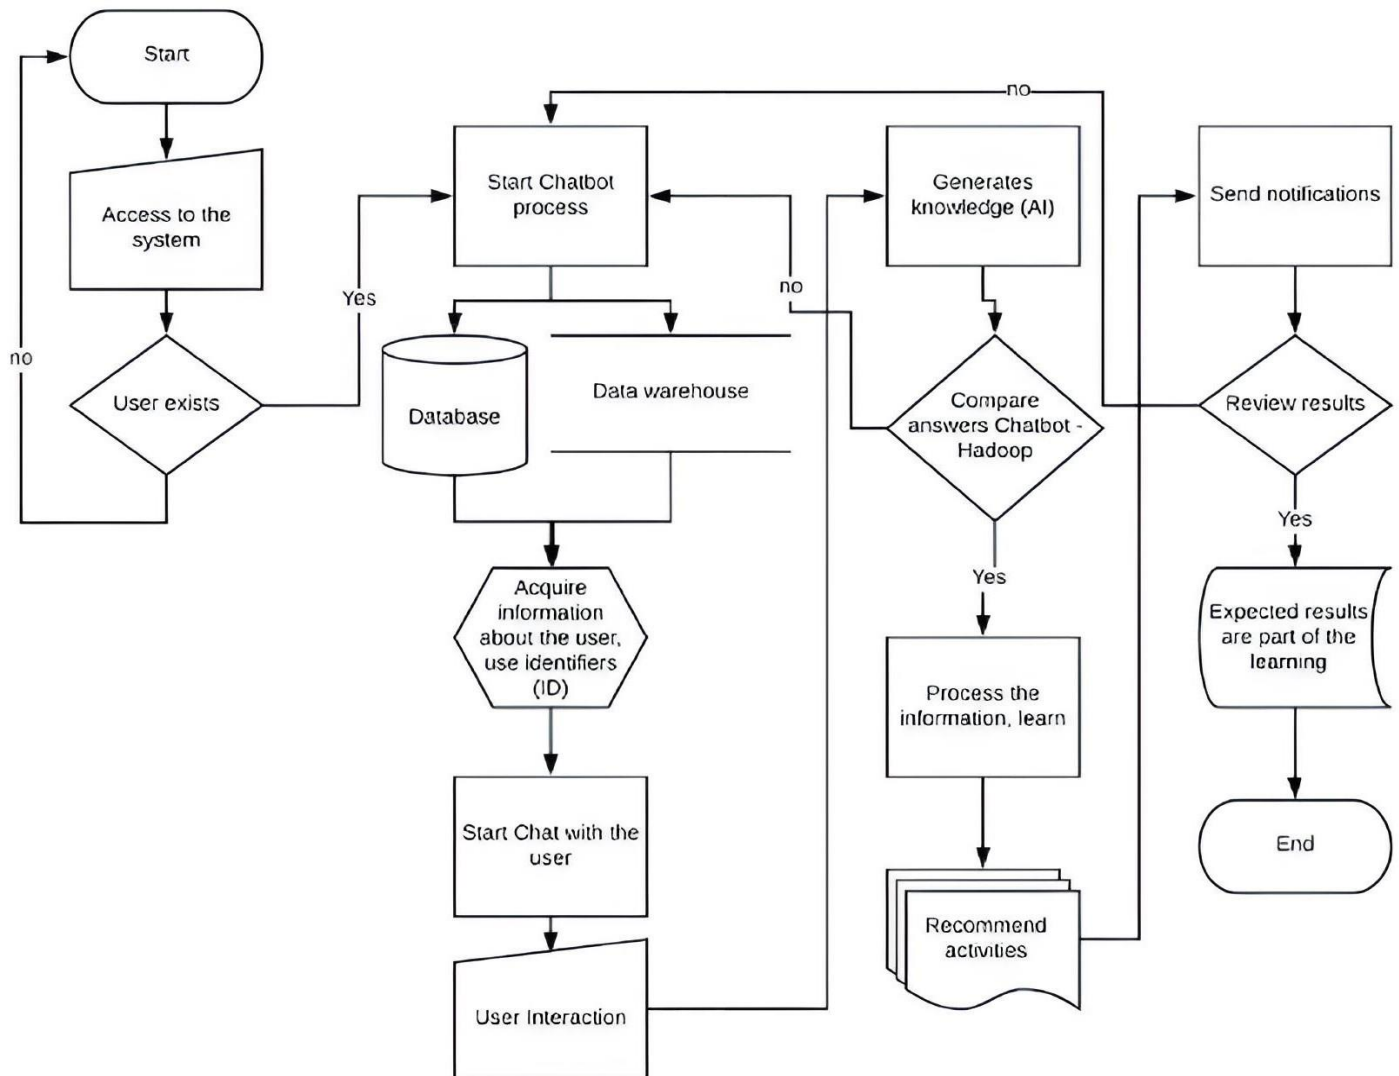 Start
Access to the
system
User exists
no
Yes
Start Chatbot
process
Database
Data warehouse
Acquire
information
about the user,
use identifiers
(ID)
Start Chat with the
user
User Interaction
Generates
knowledge (AI)
no
Compare
answers Chatbot -
Hadoop
Yes
Process the
information, learn
Recommend
activities
Send notifications
no
Review results
Yes
Expected results
are part of the
learning
End